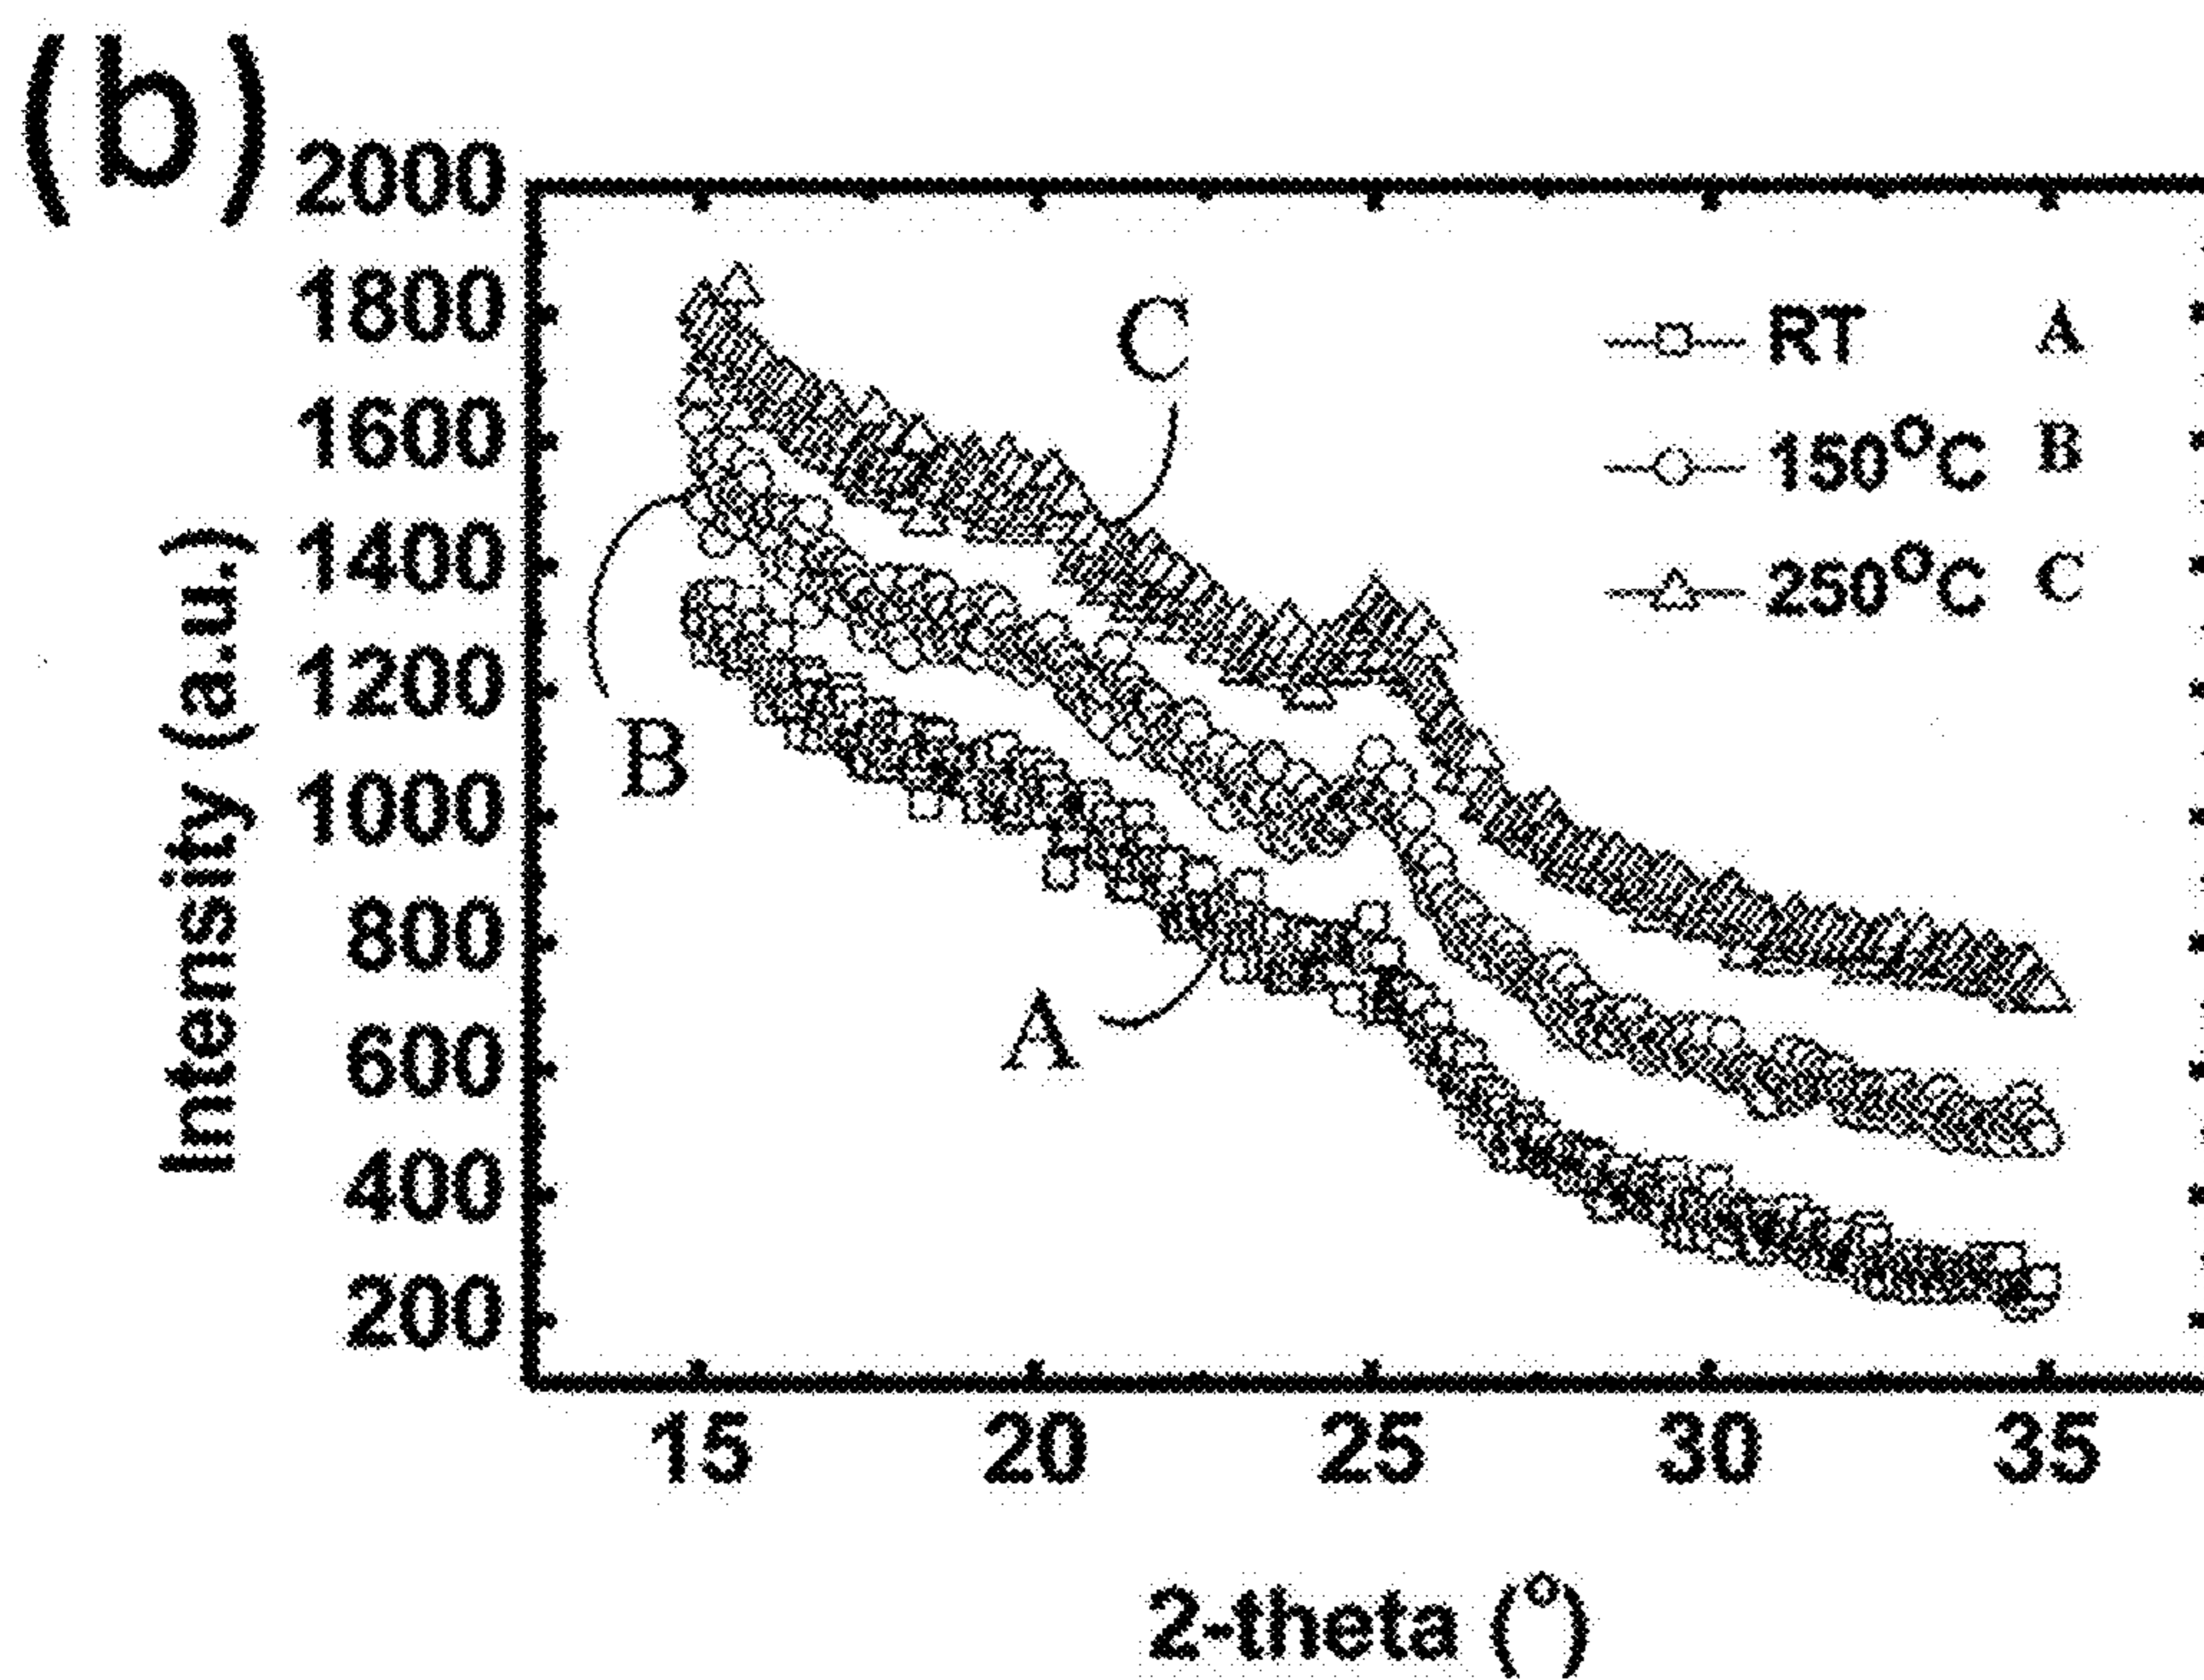 (b)
2000
1800
1600
1400
1200
1000
800
600
400
200
Intensity (a.u.)
RT A
150°C B
250°C C
C
B
A
15 20 25 30 35
2-theta (°)